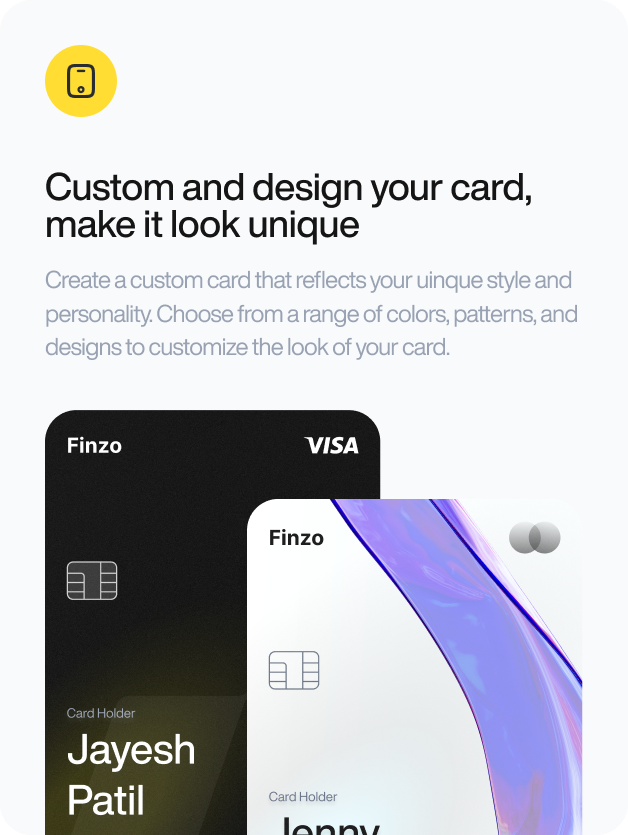 Custom and design your card,
make it look unique
Create a custom card that reflects your uinque style and
personality. Choose from a range of colors, patterns, and
designs to customize the look of your card.
Finzo VISA
Finzo
Card Holder
Jayesh
Patil
Card Holder
Jenny